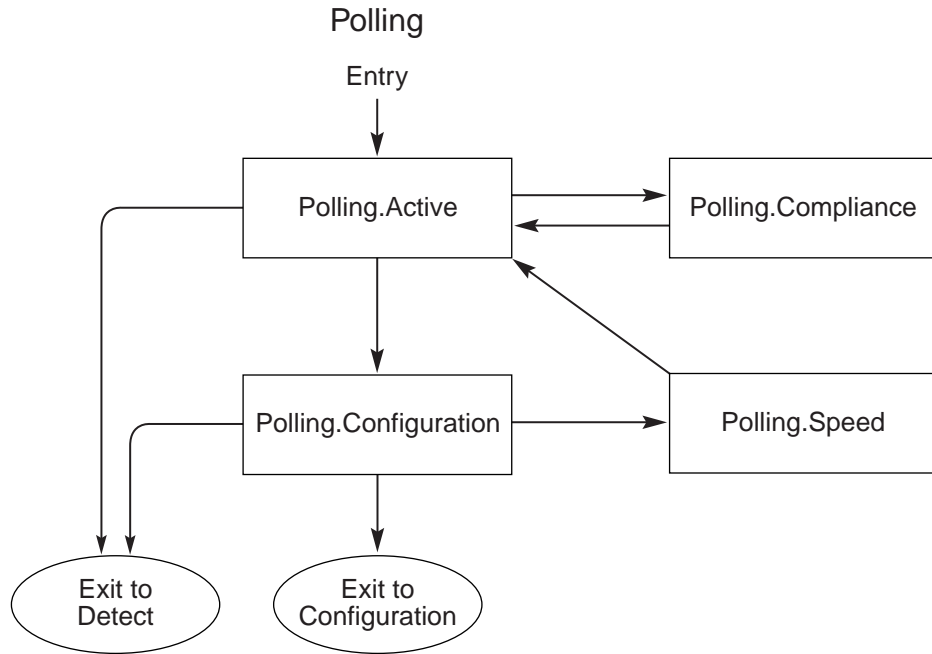 Polling
Entry
Polling.Active
Polling.Compliance
Polling.Configuration
Polling.Speed
Exit to
Detect
Exit to
Configuration